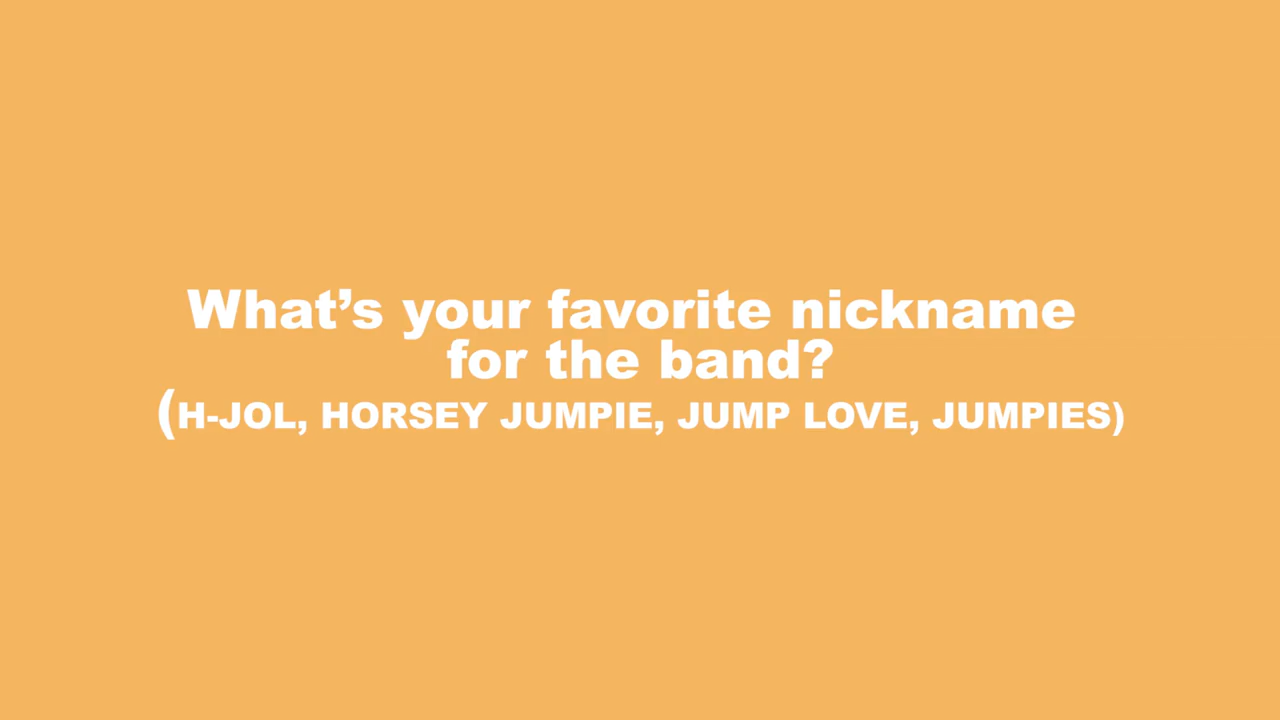 What’s your favorite nickname
for the band?
(H-JOL, HORSEY JUMPIE, JUMP LOVE, JUMPIES)